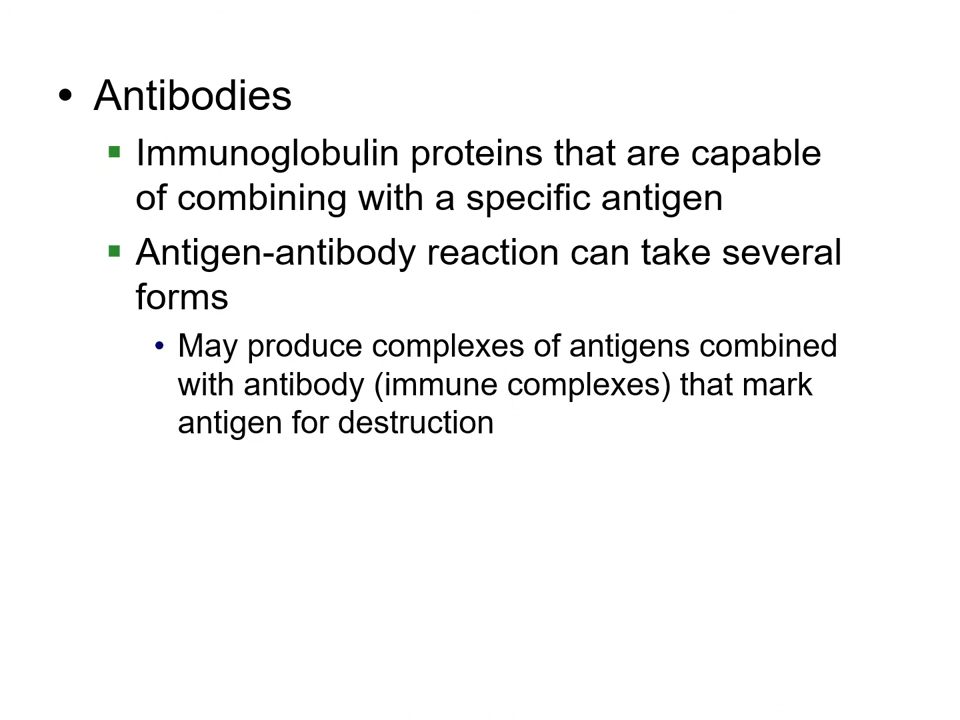 • Antibodies
▪ Immunoglobulin proteins that are capable
of combining with a specific antigen
▪ Antigen-antibody reaction can take several
forms
• May produce complexes of antigens combined
with antibody (immune complexes) that mark
antigen for destruction